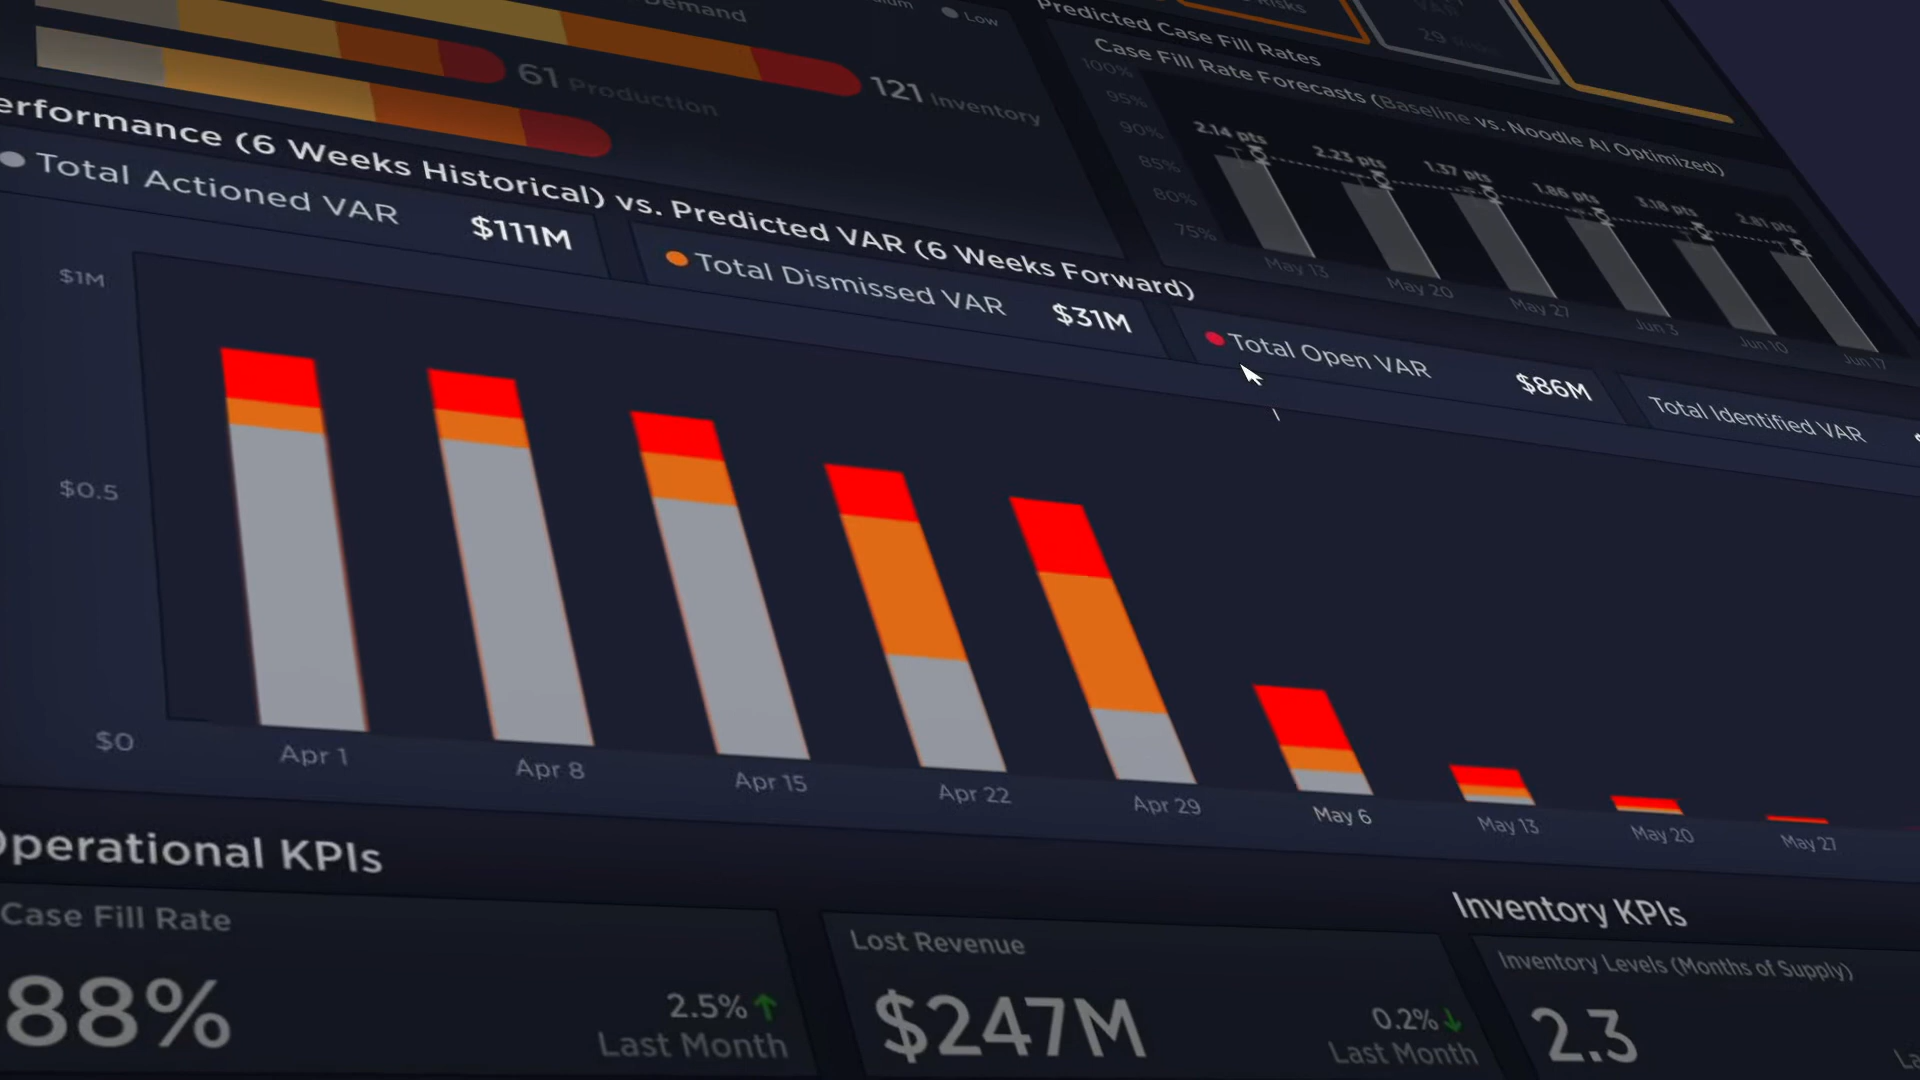 Demand
Low
61 Production
121 Inventory
Predicted Case Fill Rates
Case Fill Rate Forecasts (Baseline vs. Noodle AI Optimized)
100%
95%
90%
85%
80%
75%
2.14 pts
2.23 pts
1.37 pts
1.86 pts
3.18 pts
2.81 pts
May 13
May 20
May 27
Jun 3
Jun 10
Jun 17
29 Risks
erformance (6 Weeks Historical) vs. Predicted VAR (6 Weeks Forward)
Total Actioned VAR $111M
Total Dismissed VAR $31M
Total Open VAR $86M
Total Identified VAR
$1M
$0.5
$0
Apr 1
Apr 8
Apr 15
Apr 22
Apr 29
May 6
May 13
May 20
May 27
Operational KPIs
Case Fill Rate
88%
2.5%
Last Month
Lost Revenue
$247M
0.2%
Last Month
Inventory KPIs
Inventory Levels (Months of Supply)
2.3